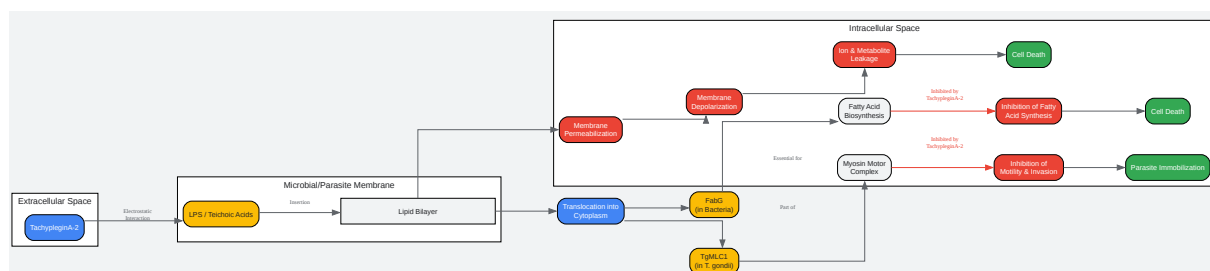 Intracellular Space
Ion & Metabolite
Leakage
Cell Death
Membrane
Depolarization
Inhibited by
TachypleginA-2
Fatty Acid
Biosynthesis
Inhibition of Fatty
Acid Synthesis
Cell Death
Membrane
Permeabilization
Inhibited by
TachypleginA-2
Essential for
Myosin Motor
Complex
Inhibition of
Motility & Invasion
Parasite Immobilization
Microbial/Parasite Membrane
Extracellular Space
TachypleginA-2
Electrostatic
Interaction
LPS / Teichoic Acids
Insertion
Lipid Bilayer
Translocation into
Cytoplasm
FabG
(in Bacteria)
Part of
TgMLC1
(in T. gondii)